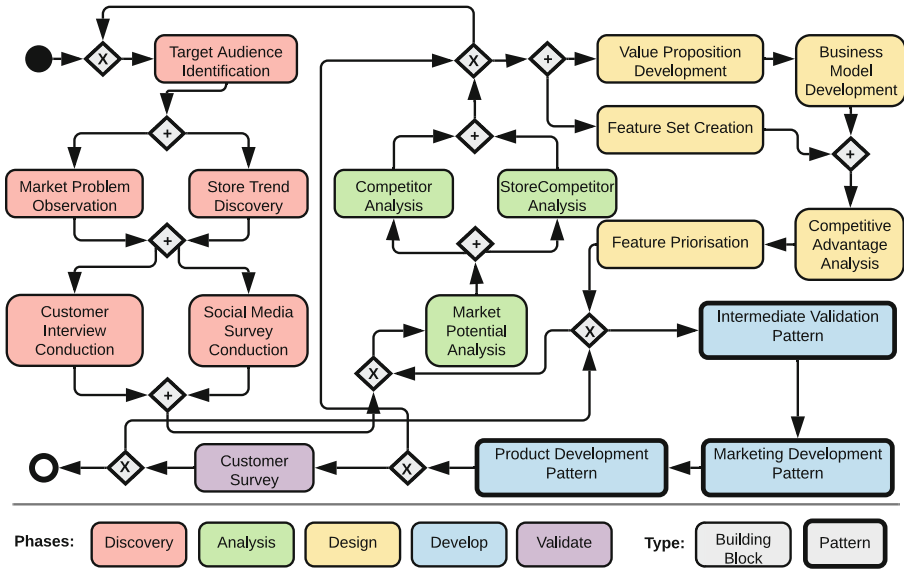 X
Target Audience
Identification
X
+
Value Proposition
Development
Business
Model
Development
+
+
Feature Set Creation
+
Market Problem
Observation
Store Trend
Discovery
Competitor
Analysis
StoreCompetitor
Analysis
+
+
Feature Priorisation
Competitive
Advantage
Analysis
Customer
Interview
Conduction
Social Media
Survey
Conduction
Market
Potential
Analysis
X
Intermediate Validation
Pattern
X
+
X
Customer
Survey
X
Product Development
Pattern
Marketing Development
Pattern
Phases:
Discovery
Analysis
Design
Develop
Validate
Type:
Building
Block
Pattern